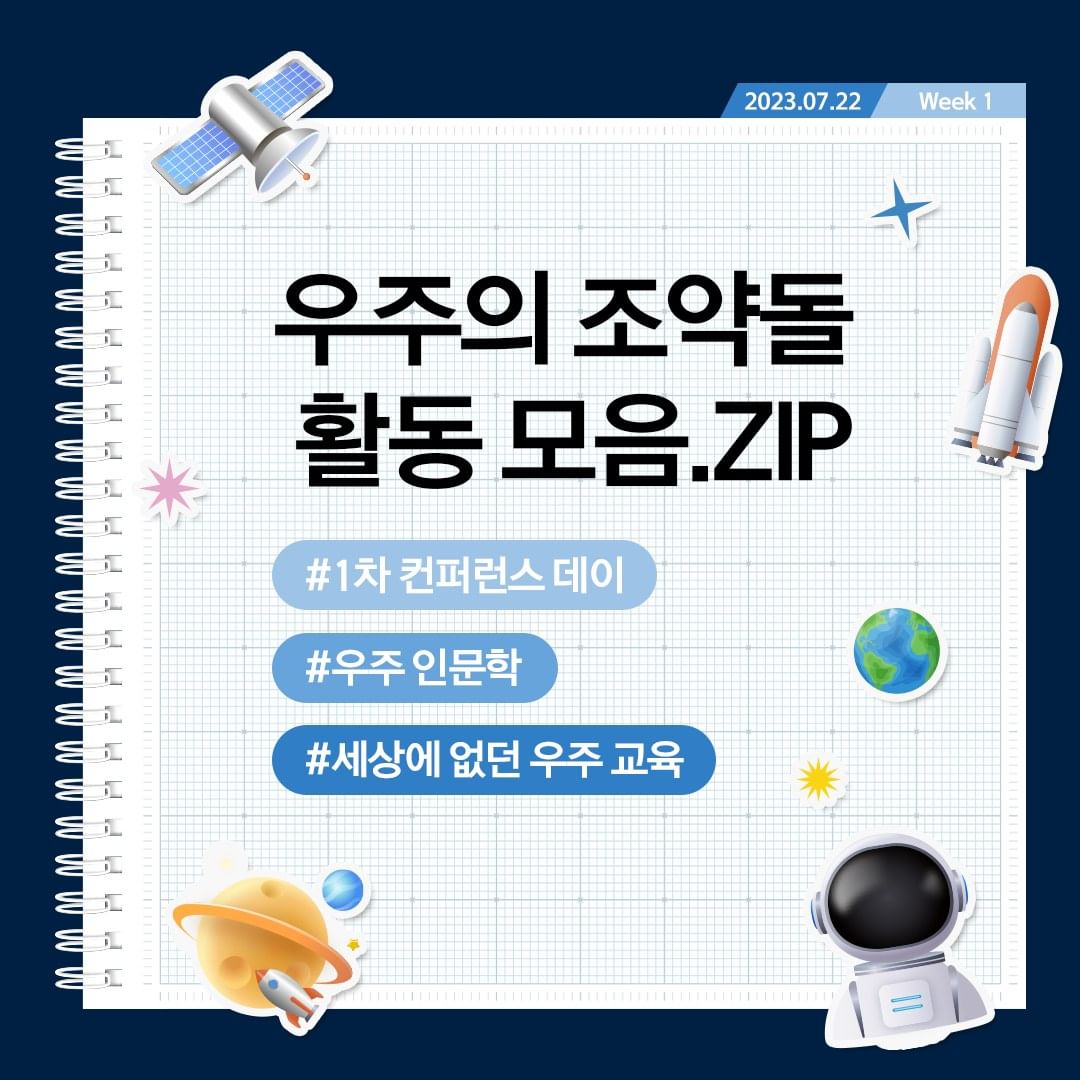 2023.07.22 Week 1
우주의 조약돌
활동 모음.ZIP
#1차 컨퍼런스 데이
#우주 인문학
#세상에 없던 우주 교육